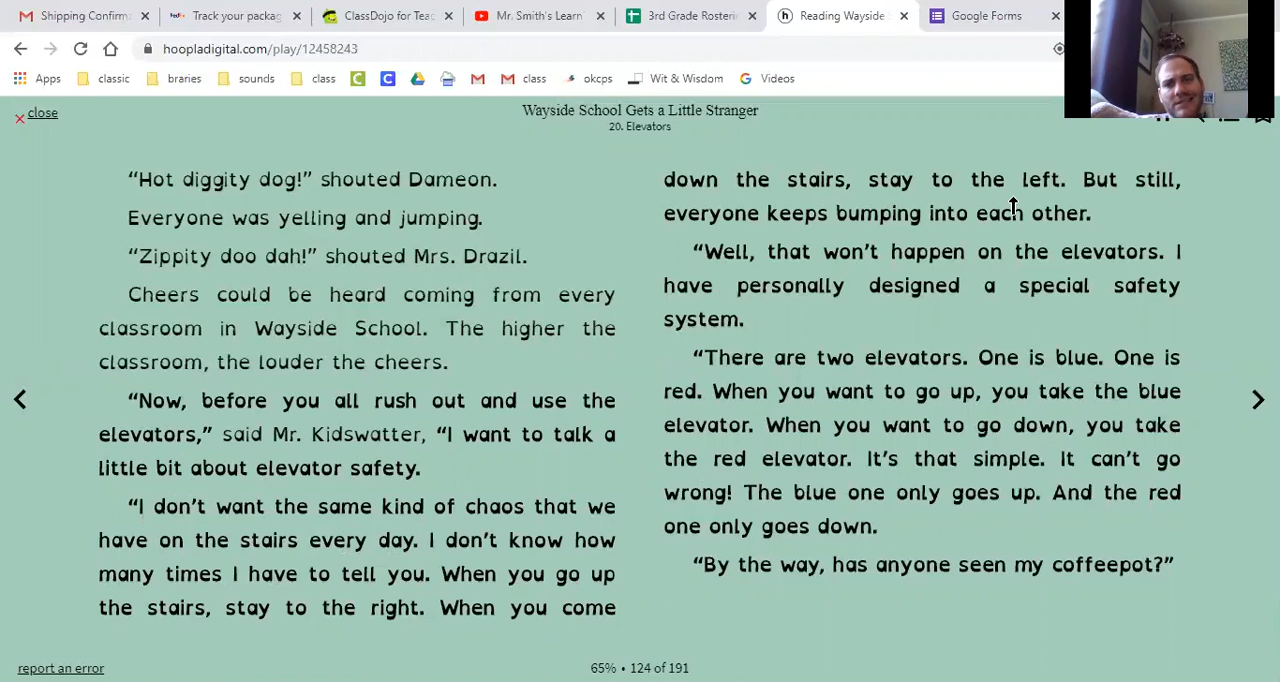 Shipping Confirm
Track your packag
ClassDojo for Teac
Mr. Smith's Learn
3rd Grade Rosterin
Reading Wayside S
Google Forms
hoopladigital.com/play/12458243
Apps
classic
braries
sounds
class
class
okcps
Wit & Wisdom
Videos
close
Wayside School Gets a Little Stranger
20. Elevators
“Hot diggity dog!” shouted Dameon.
Everyone was yelling and jumping.
“Zippity doo dah!” shouted Mrs. Drazil.
Cheers could be heard coming from every
classroom in Wayside School. The higher the
classroom, the louder the cheers.
“Now, before you all rush out and use the
elevators,” said Mr. Kidswatter, “I want to talk a
little bit about elevator safety.
“I don’t want the same kind of chaos that we
have on the stairs every day. I don’t know how
many times I have to tell you. When you go up
the stairs, stay to the right. When you come
down the stairs, stay to the left. But still,
everyone keeps bumping into each other.
“Well, that won’t happen on the elevators. I
have personally designed a special safety
system.
“There are two elevators. One is blue. One is
red. When you want to go up, you take the blue
elevator. When you want to go down, you take
the red elevator. It’s that simple. It can’t go
wrong! The blue one only goes up. And the red
one only goes down.
“By the way, has anyone seen my coffeepot?”
report an error
65% • 124 of 191